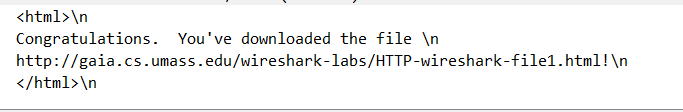 <html>\n
Congratulations.  You've downloaded the file \n
http://gaia.cs.umass.edu/wireshark-labs/HTTP-wireshark-file1.html!\n
</html>\n